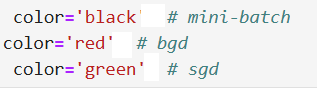 color='black' # mini-batch
color='red' # bgd
color='green' # sgd